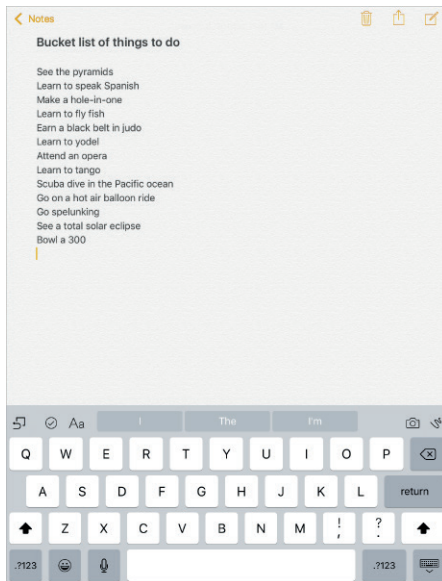 Notes
Bucket list of things to do
See the pyramids
Learn to speak Spanish
Make a hole-in-one
Learn to fly fish
Earn a black belt in judo
Learn to yodel
Attend an opera
Learn to tango
Scuba dive in the Pacific ocean
Go on a hot air balloon ride
Go spelunking
See a total solar eclipse
Bowl a 300
Aa I The I'm
Q W E R T Y U I O P
A S D F G H J K L return
Z X C V B N M ! , ? .
.?123 .?123